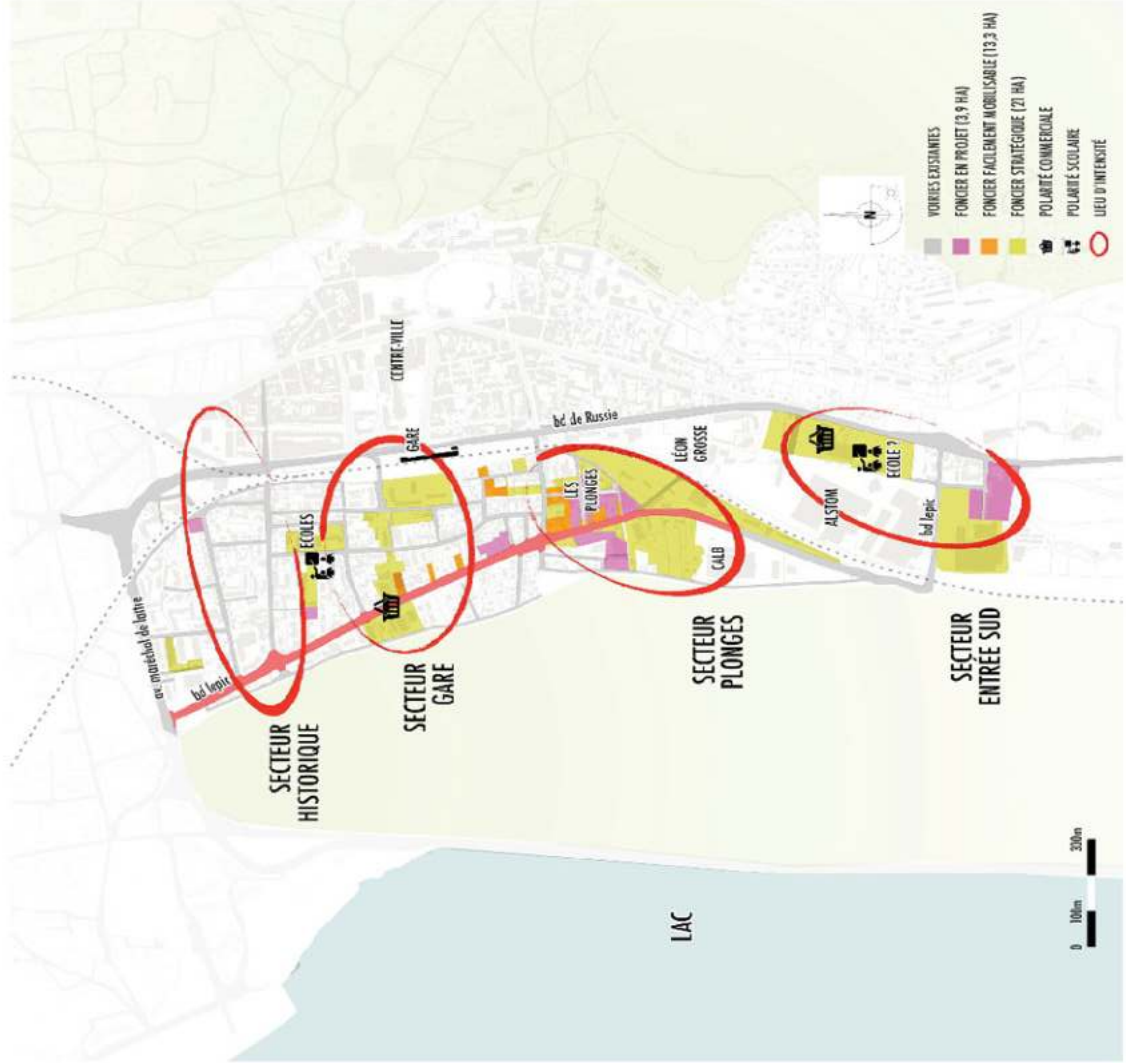 av. maréchal de lattre
bd lepic
SECTEUR
HISTORIQUE
ECOLES
SECTEUR
GARE
GARE
CENTRE-VILLE
bd de Russie
LES
PLONGES
LÉON
GROSSE
CALB
SECTEUR
PLONGES
ALSTOM
ECOLE ?
bd lepic
SECTEUR
ENTRÉE SUD
LAC
0 100m 300m
N
VOIRIES EXISTANTES
FONCIER EN PROJET (3,9 HA)
FONCIER FACILEMENT MOBILISABLE (13,3 HA)
FONCIER STRATÉGIQUE (21 HA)
POLARITÉ COMMERCIALE
POLARITÉ SCOLAIRE
LIEU D'INTENSITÉ